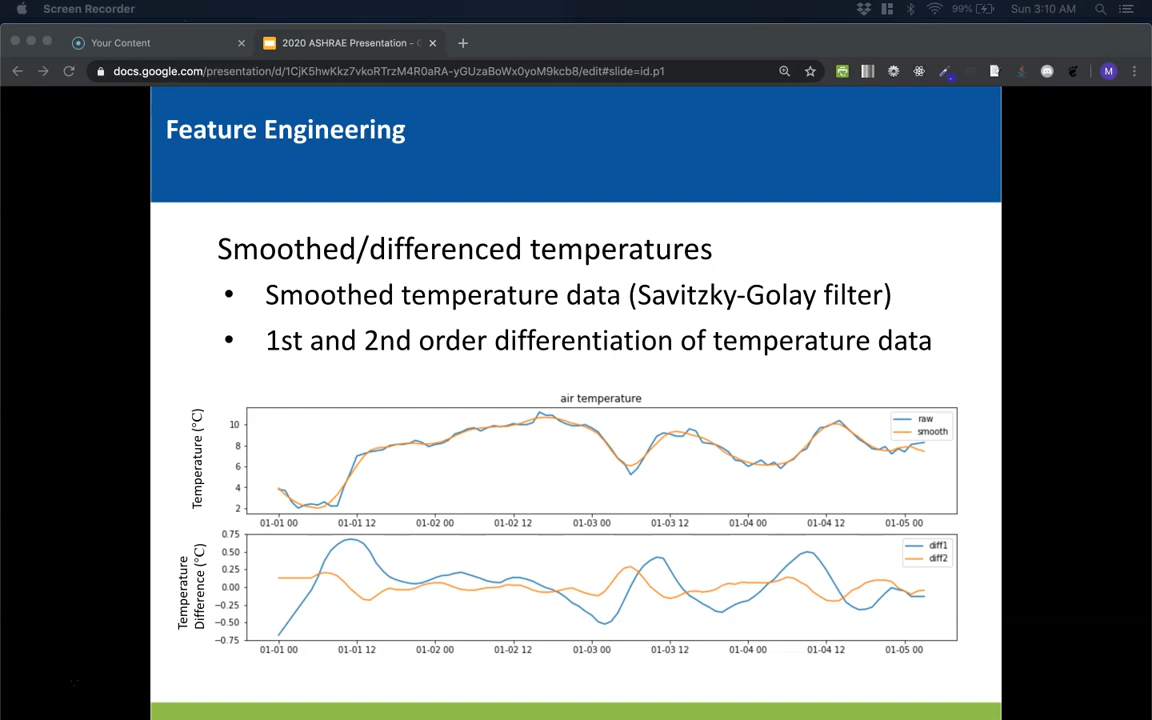 Screen Recorder
99%
Sun 3:10 AM
Your Content
2020 ASHRAE Presentation -
docs.google.com/presentation/d/1CjK5hwKkz7vkoRTrzM4R0aRA-yGUzaBoWx0yoM9kcb8/edit#slide=id.p1
M
Feature Engineering
Smoothed/differenced temperatures
• Smoothed temperature data (Savitzky-Golay filter)
• 1st and 2nd order differentiation of temperature data
air temperature
Temperature (°C)
10
8
6
4
2
raw
smooth
01-01 00 01-01 12 01-02 00 01-02 12 01-03 00 01-03 12 01-04 00 01-04 12 01-05 00
Temperature
Difference (°C)
0.75
0.50
0.25
0.00
−0.25
−0.50
−0.75
diff1
diff2
01-01 00 01-01 12 01-02 00 01-02 12 01-03 00 01-03 12 01-04 00 01-04 12 01-05 00